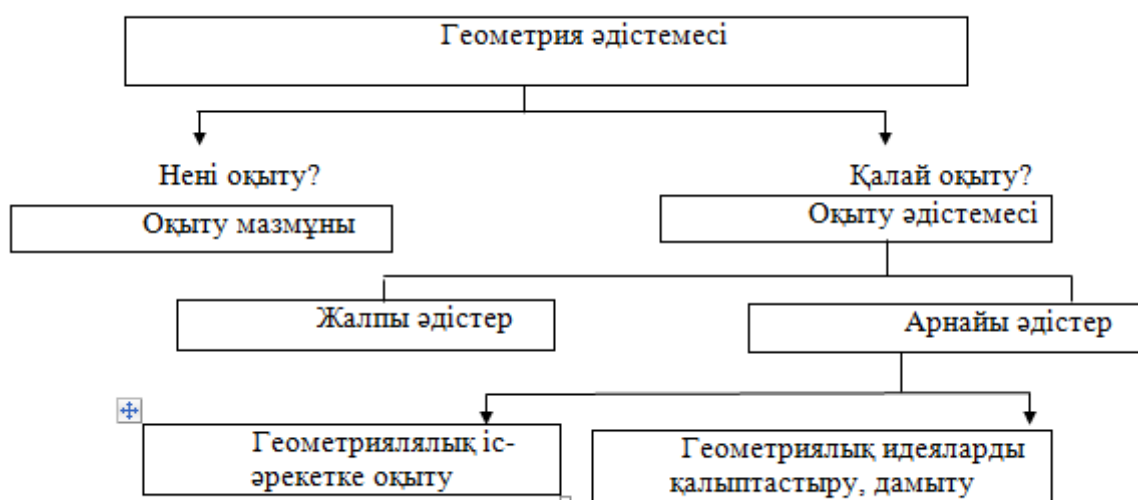 Геометрия әдістемесі
Нені оқыту?
Қалай оқыту?
Оқыту мазмұны
Оқыту әдістемесі
Жалпы әдістер
Арнайы әдістер
Геометриялялық іс-
әрекетке оқыту
Геометриялық идеяларды
қалыптастыру, дамыту